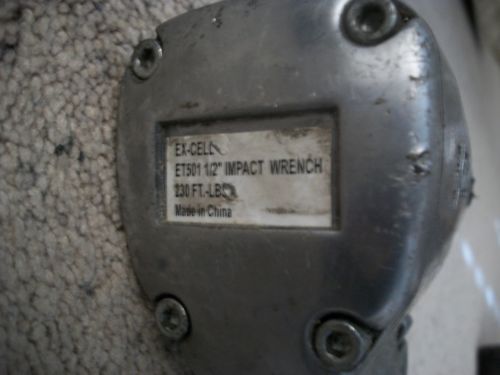 EX-CELL
ET501 1/2" IMPACT WRENCH
230 FT.-LBS.
Made in China